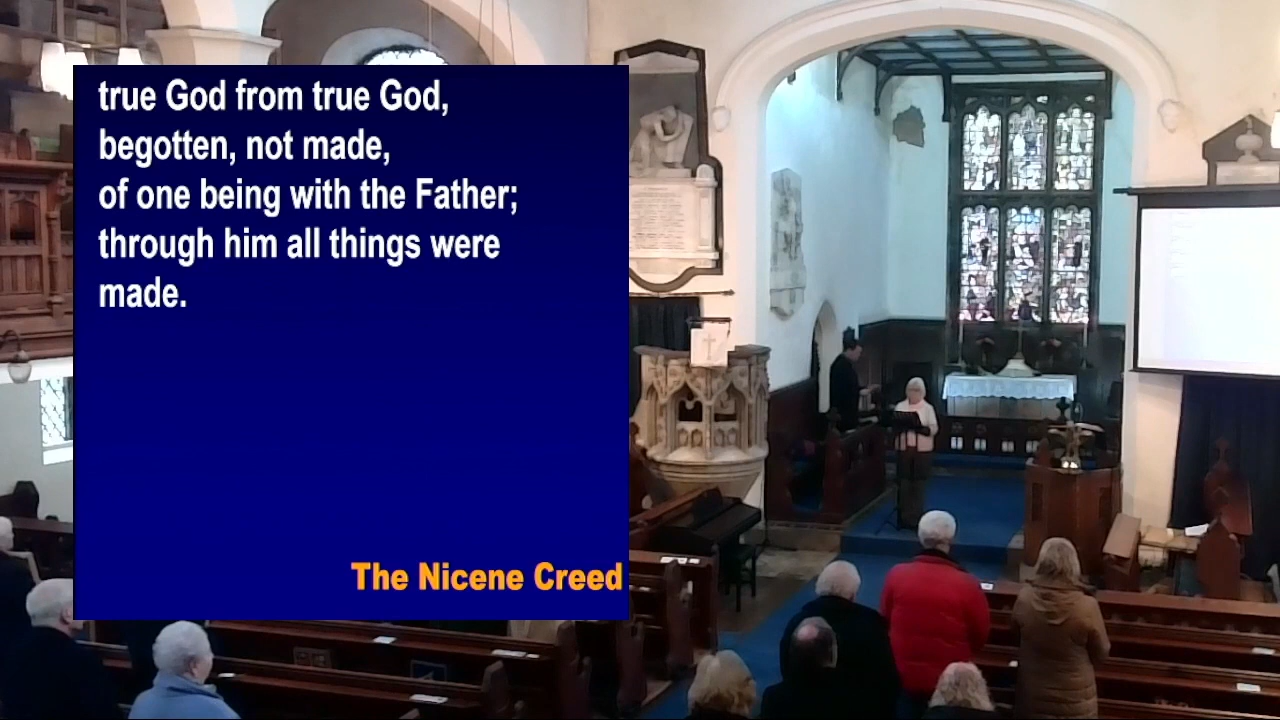 true God from true God,
begotten, not made,
of one being with the Father;
through him all things were
made.
The Nicene Creed